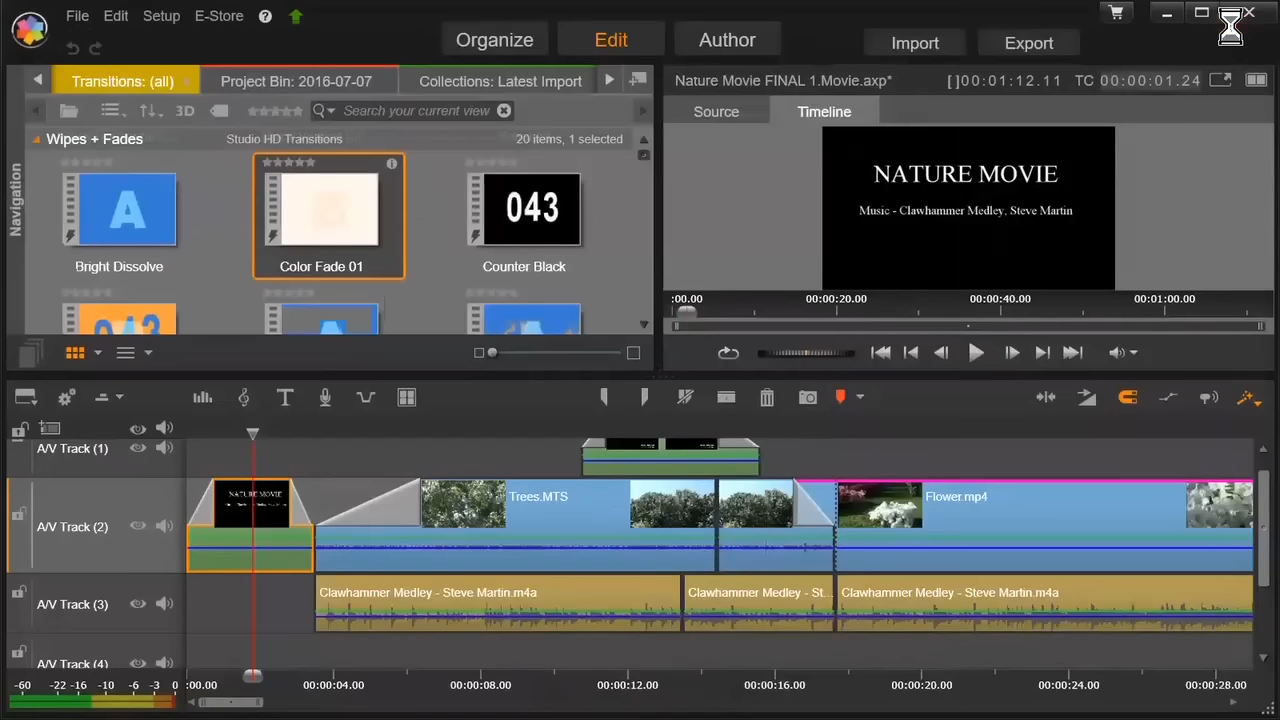 File Edit Setup E-Store ?
Organize Edit Author Import Export
Transitions: (all) Project Bin: 2016-07-07 Collections: Latest Import
Nature Movie FINAL 1.Movie.axp* []00:01:12.11 TC 00:00:01.24
3D Search your current view
Source Timeline
Wipes + Fades Studio HD Transitions 20 items, 1 selected
NATURE MOVIE
Music - Clawhammer Medley, Steve Martin
Navigation
A
043
Bright Dissolve Color Fade 01 Counter Black
:00.00 00:00:20.00 00:00:40.00 00:01:00.00
A/V Track (1)
NATURE MOVIE
Trees.MTS Flower.mp4
A/V Track (2)
Clawhammer Medley - Steve Martin.m4a Clawhammer Medley - St... Clawhammer Medley - Steve Martin.m4a
A/V Track (3)
A/V Track (4)
-60 -22 -16 -10 -6 -3 0 :00.00 00:00:04.00 00:00:08.00 00:00:12.00 00:00:16.00 00:00:20.00 00:00:24.00 00:00:28.00